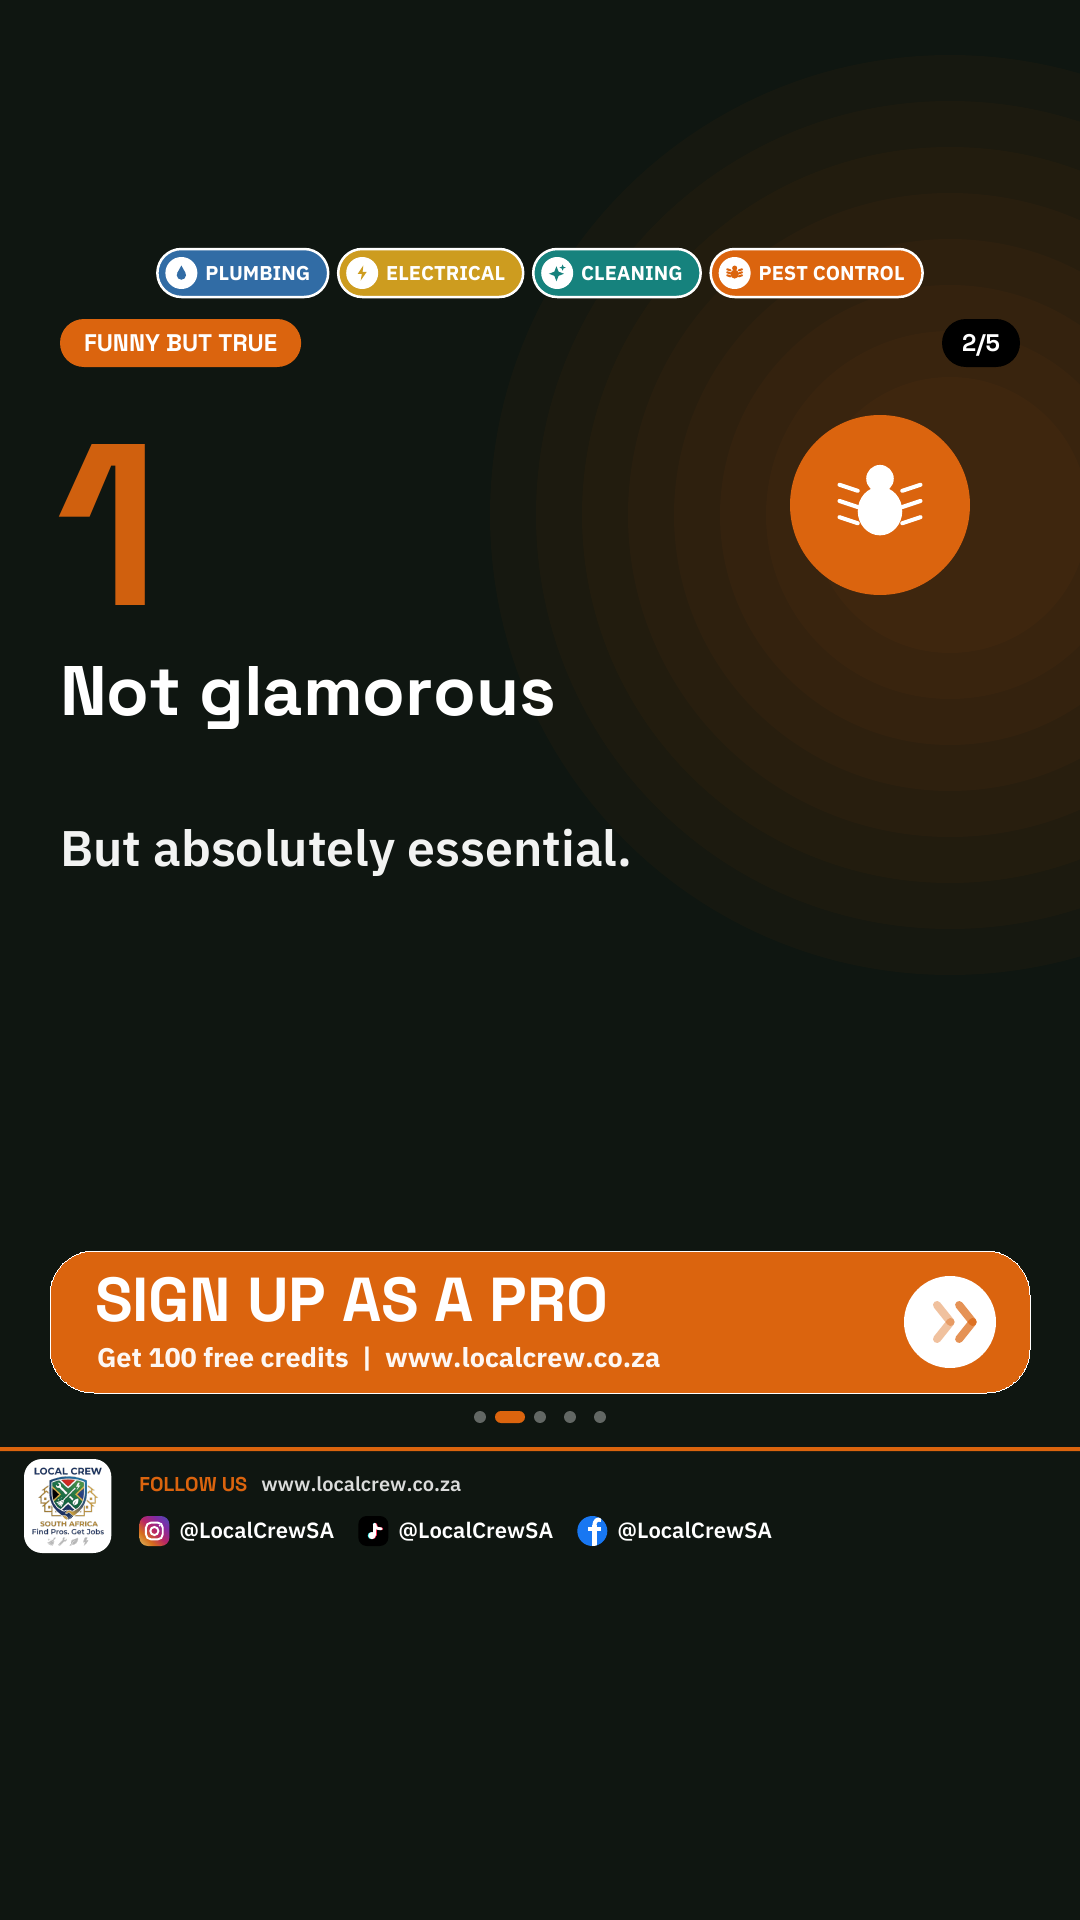 PLUMBING ELECTRICAL CLEANING PEST CONTROL
FUNNY BUT TRUE 2/5
1
Not glamorous
But absolutely essential.
SIGN UP AS A PRO
Get 100 free credits | www.localcrew.co.za
LOCAL CREW
SOUTH AFRICA
Find Pros. Get Jobs
FOLLOW US www.localcrew.co.za
@LocalCrewSA @LocalCrewSA @LocalCrewSA